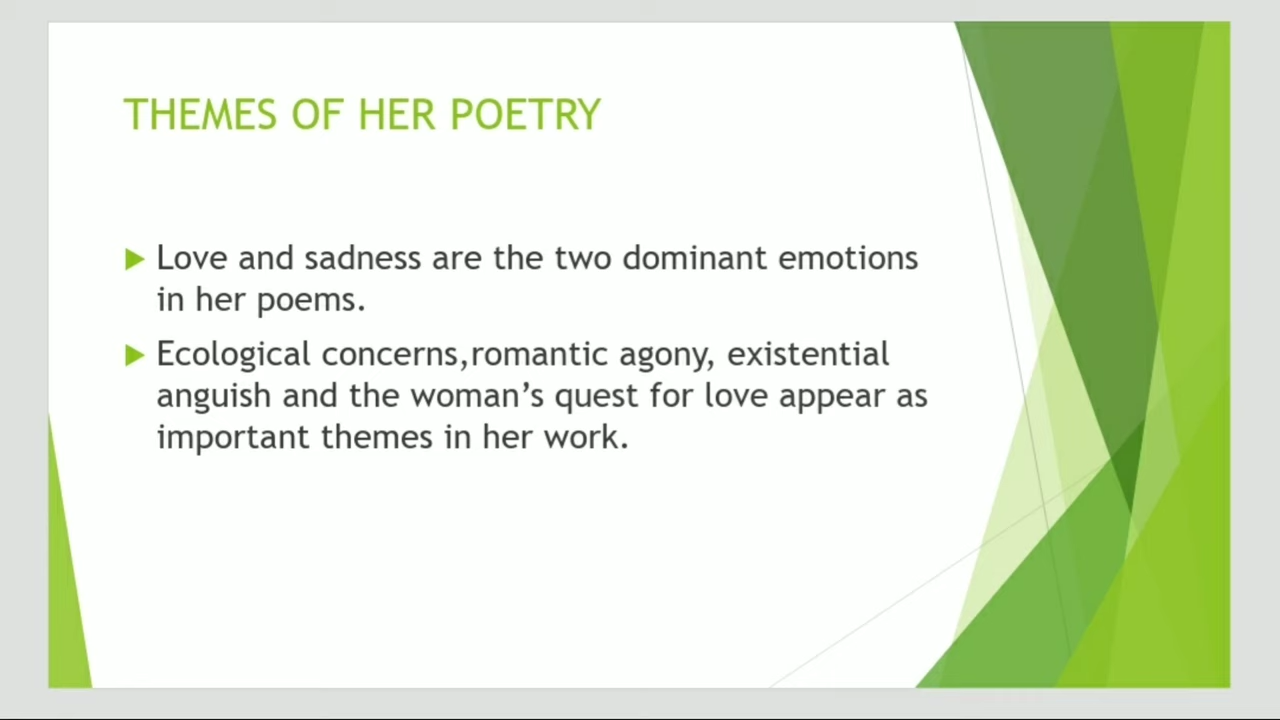 THEMES OF HER POETRY
Love and sadness are the two dominant emotions
in her poems.
Ecological concerns,romantic agony, existential
anguish and the woman’s quest for love appear as
important themes in her work.